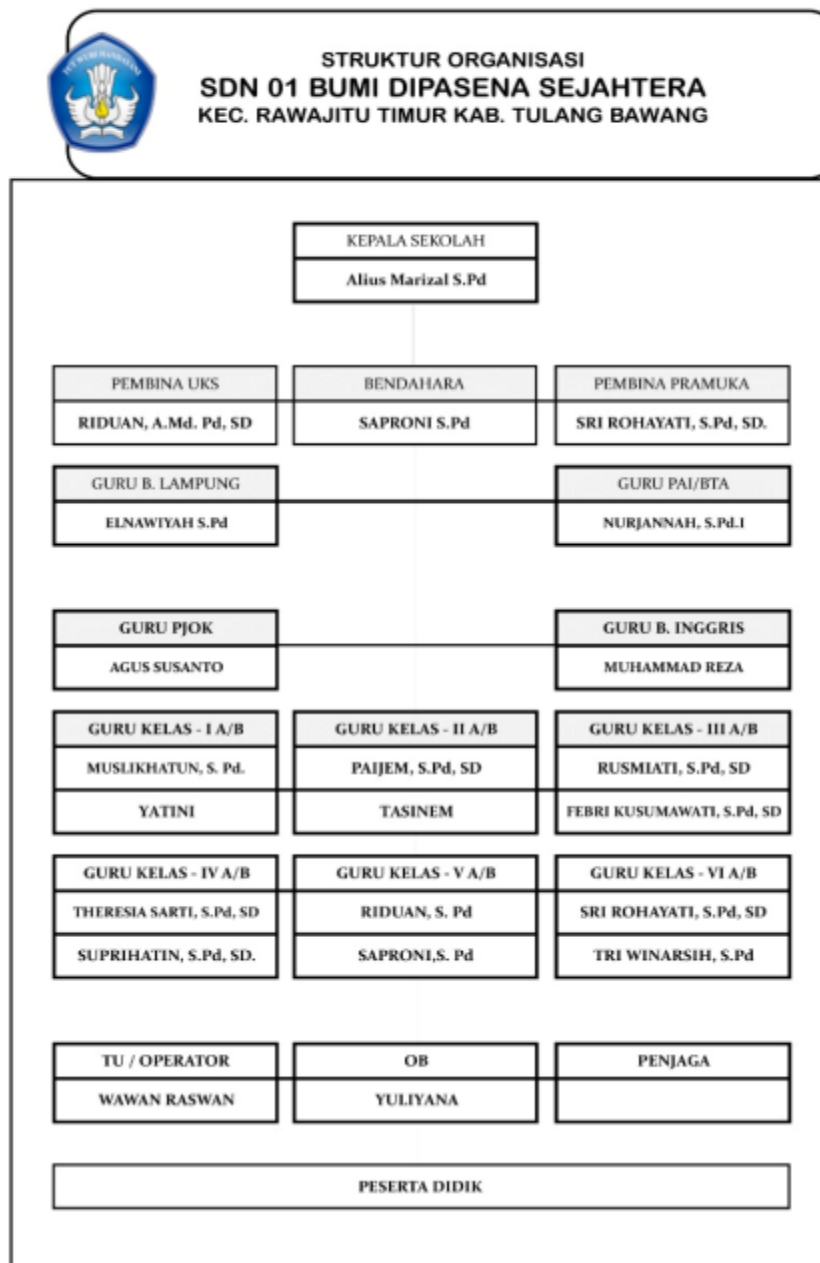 TUT WURI HANDAYANI
STRUKTUR ORGANISASI
SDN 01 BUMI DIPASENA SEJAHTERA
KEC. RAWAJITU TIMUR KAB. TULANG BAWANG
KEPALA SEKOLAH
Alius Marizal S.Pd
PEMBINA UKS
RIDUAN, A.Md. Pd, SD
BENDAHARA
SAPRONI S.Pd
PEMBINA PRAMUKA
SRI ROHAYATI, S.Pd, SD.
GURU B. LAMPUNG
ELNAWIYAH S.Pd
GURU PAI/BTA
NURJANNAH, S.Pd.I
GURU PJOK
AGUS SUSANTO
GURU B. INGGRIS
MUHAMMAD REZA
GURU KELAS - I A/B
MUSLIKHATUN, S. Pd.
YATINI
GURU KELAS - II A/B
PAIJEM, S.Pd, SD
TASINEM
GURU KELAS - III A/B
RUSMIATI, S.Pd, SD
FEBRI KUSUMAWATI, S.Pd, SD
GURU KELAS - IV A/B
THERESIA SARTI, S.Pd, SD
SUPRIHATIN, S.Pd, SD.
GURU KELAS - V A/B
RIDUAN, S. Pd
SAPRONI,S. Pd
GURU KELAS - VI A/B
SRI ROHAYATI, S.Pd, SD
TRI WINARSIH, S.Pd
TU / OPERATOR
WAWAN RASWAN
OB
YULIYANA
PENJAGA
PESERTA DIDIK